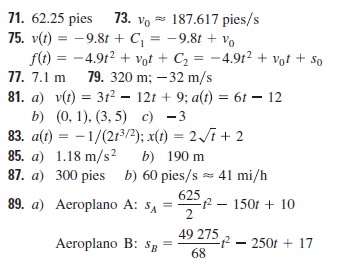 71. 62.25 pies 73. v₀ ≈ 187.617 pies/s
75. v(t) = −9.8t + C₁ = −9.8t + v₀
f(t) = −4.9t² + v₀t + C₂ = −4.9t² + v₀t + s₀
77. 7.1 m 79. 320 m; −32 m/s
81. a) v(t) = 3t² − 12t + 9; a(t) = 6t − 12
b) (0, 1), (3, 5) c) −3
83. a(t) = −1/(2t³/²); x(t) = 2√t + 2
85. a) 1.18 m/s² b) 190 m
87. a) 300 pies b) 60 pies/s ≈ 41 mi/h
89. a) Aeroplano A: s_A = 625/2 t² − 150t + 10
Aeroplano B: s_B = 49 275/68 t² − 250t + 17